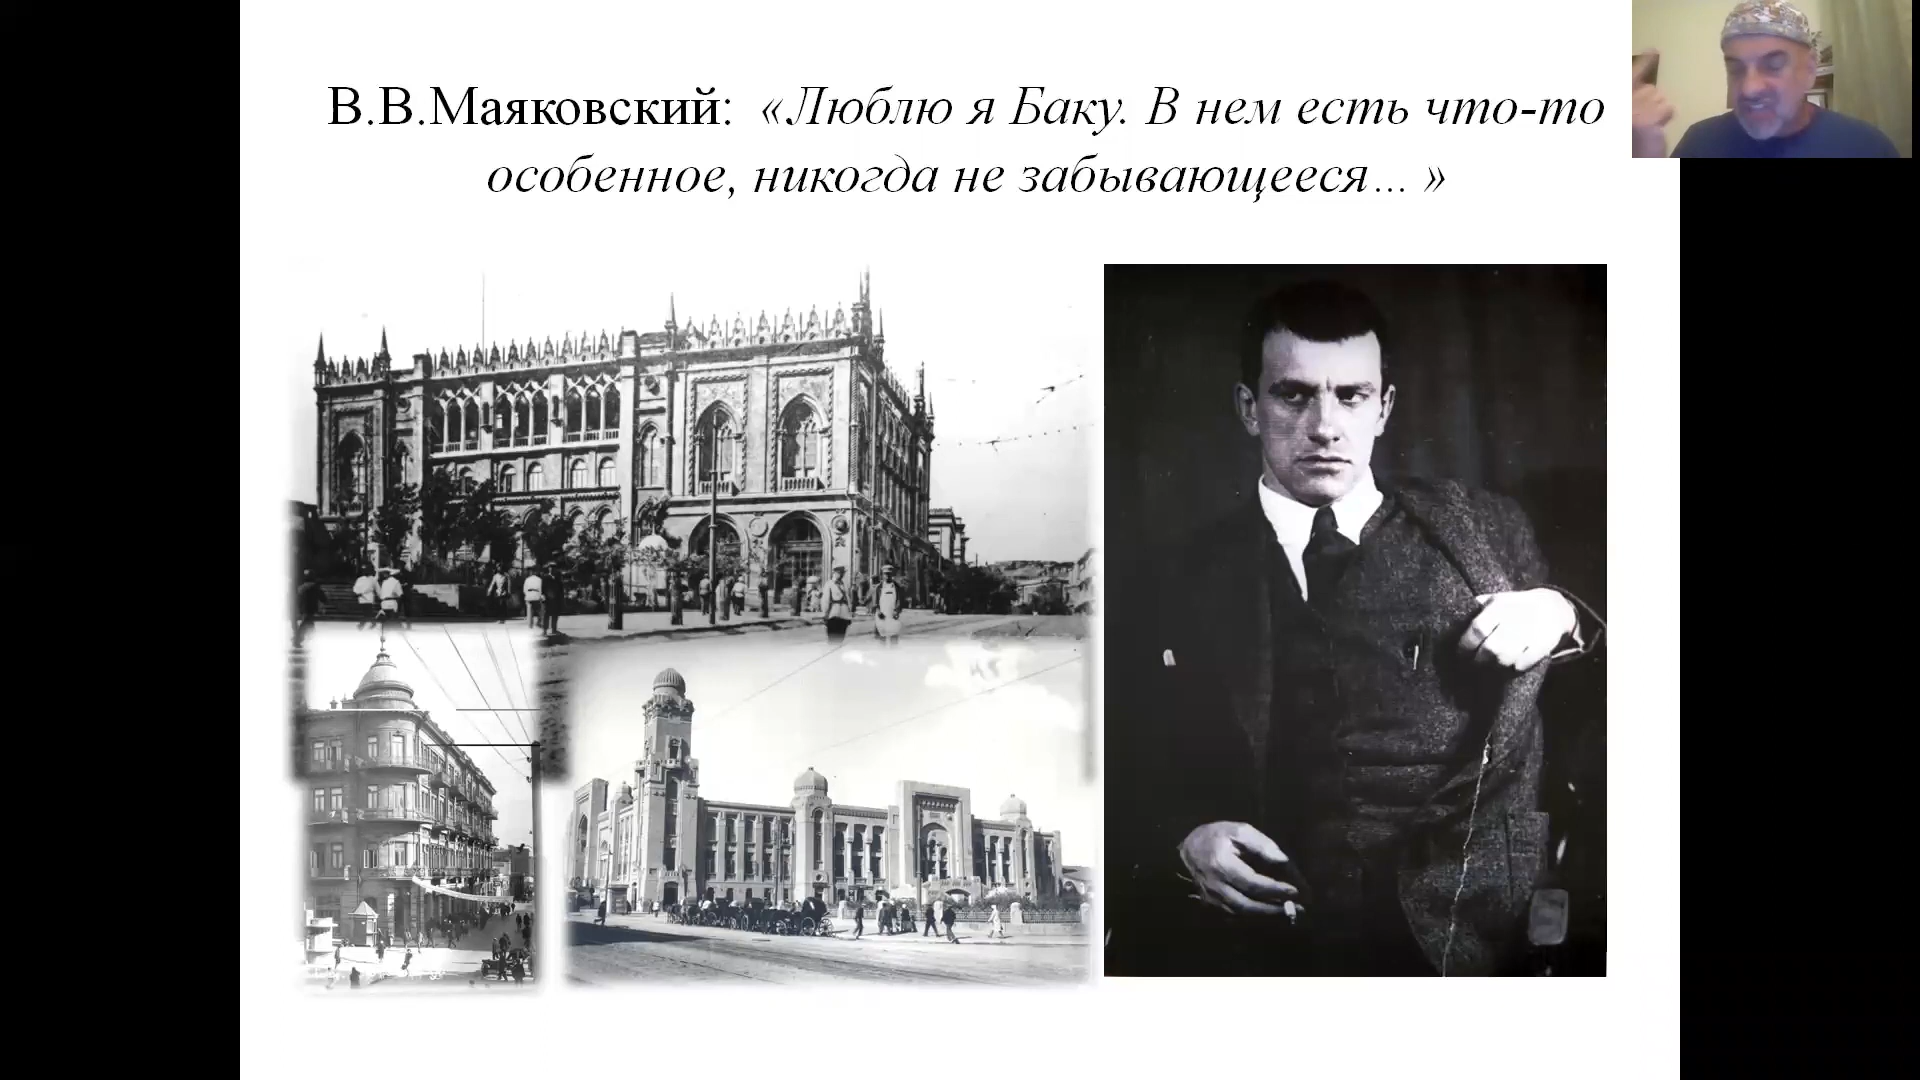 В.В.Маяковский: «Люблю я Баку. В нем есть что-то
особенное, никогда не забывающееся… »